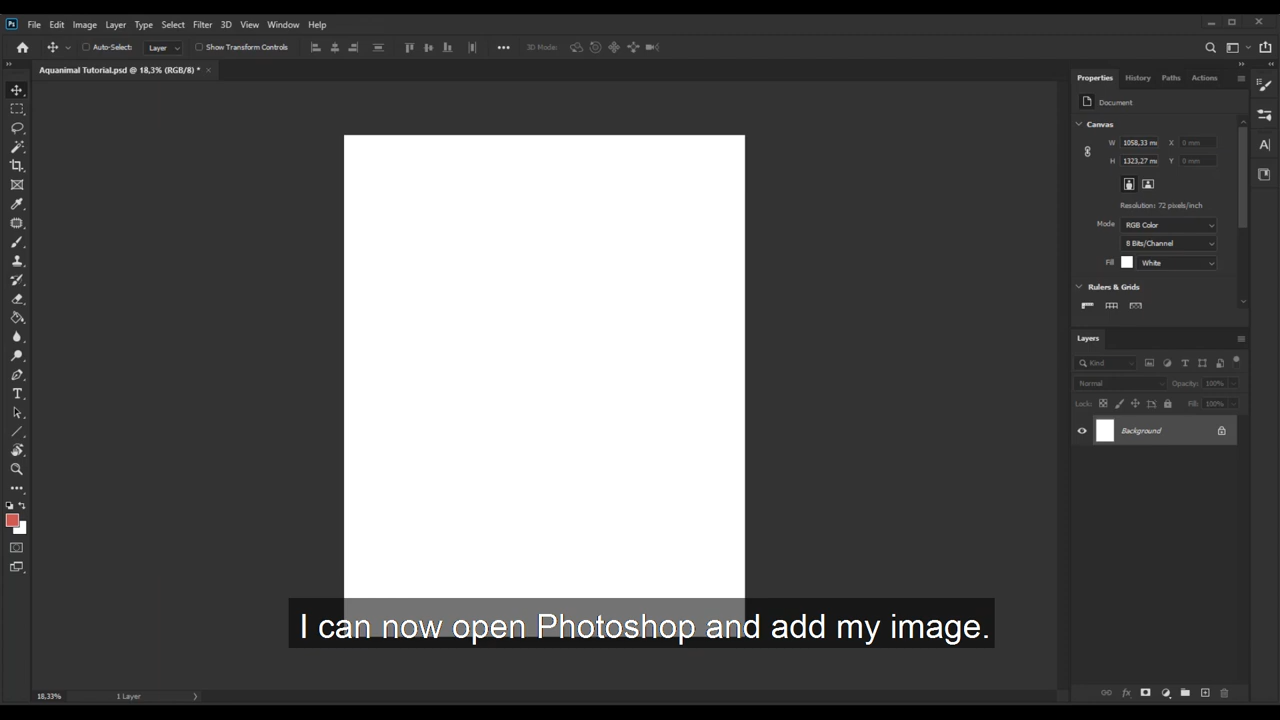 Ps File Edit Image Layer Type Select Filter 3D View Window Help
Auto-Select: Layer Show Transform Controls 3D Mode:
Aquanimal Tutorial.psd @ 18,3% (RGB/8) *
Properties History Paths Actions
Document
Canvas
W 1058,33 m X 0 mm
H 1323,27 m Y 0 mm
Resolution: 72 pixels/inch
Mode RGB Color
8 Bits/Channel
Fill White
Rulers & Grids
Layers
Kind
Normal Opacity: 100%
Lock: Fill: 100%
Background
I can now open Photoshop and add my image.
18,33% 1 Layer